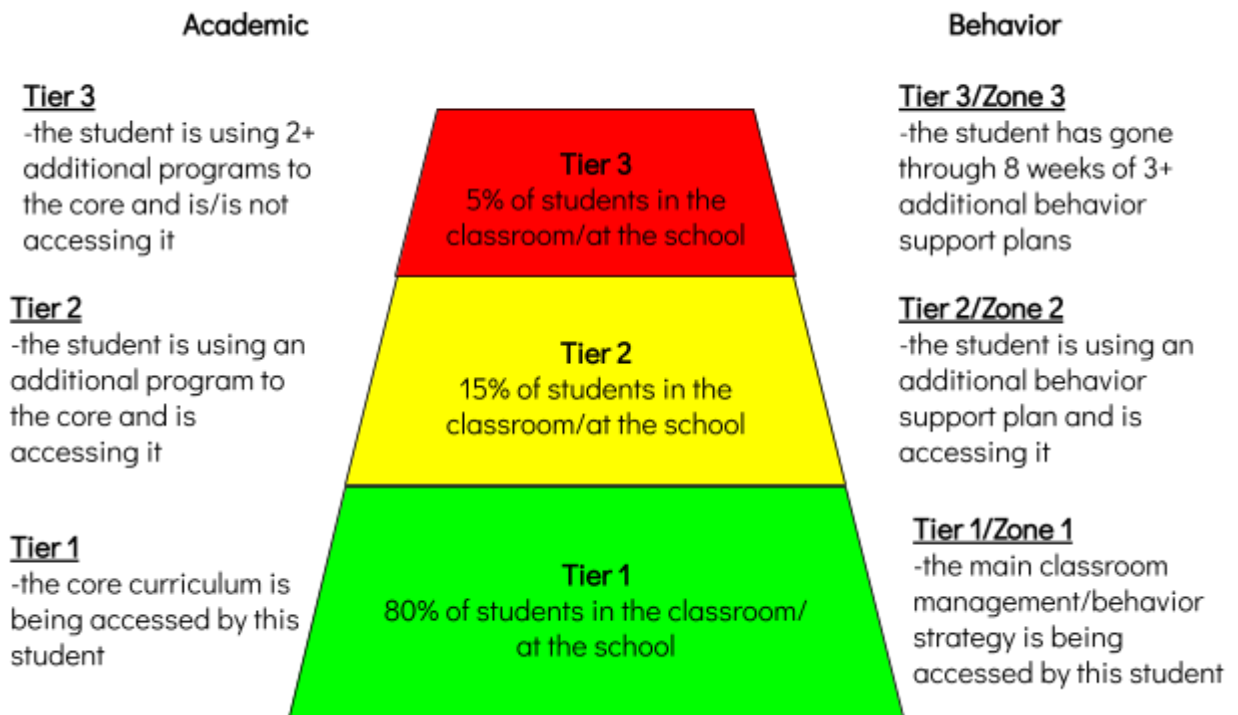 Academic
Behavior
Tier 3
-the student is using 2+
additional programs to
the core and is/is not
accessing it
Tier 3
5% of students in the
classroom/at the school
Tier 3/Zone 3
-the student has gone
through 8 weeks of 3+
additional behavior
support plans
Tier 2
-the student is using an
additional program to
the core and is
accessing it
Tier 2
15% of students in the
classroom/at the school
Tier 2/Zone 2
-the student is using an
additional behavior
support plan and is
accessing it
Tier 1
-the core curriculum is
being accessed by this
student
Tier 1
80% of students in the classroom/
at the school
Tier 1/Zone 1
-the main classroom
management/behavior
strategy is being
accessed by this student